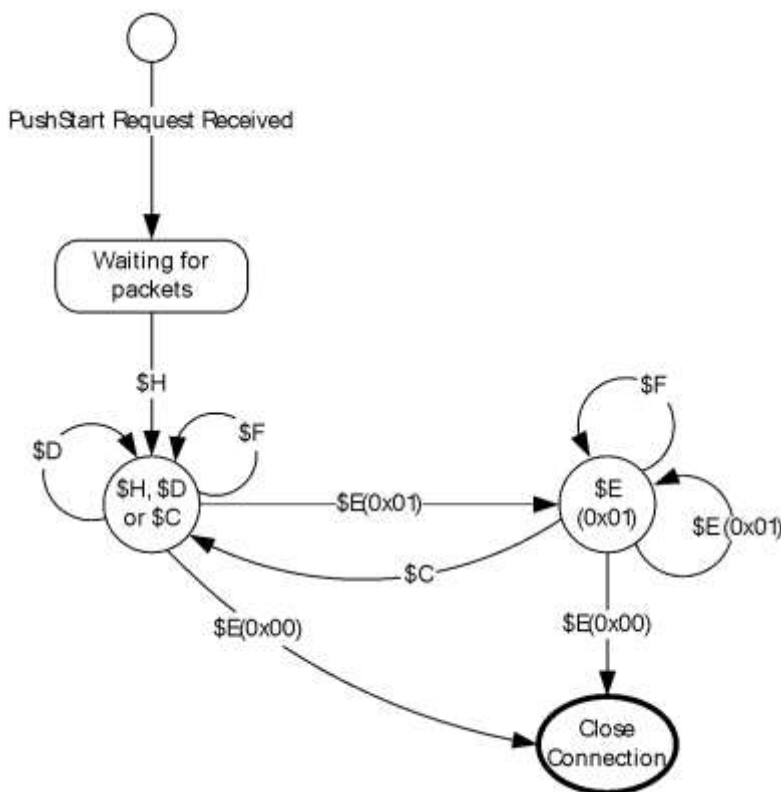 PushStart Request Received
Waiting for
packets
$H
$F
$D
$F
$H, $D
or $C
$E(0x01)
$E
(0x01)
$E(0x01)
$C
$E(0x00)
$E(0x00)
Close
Connection